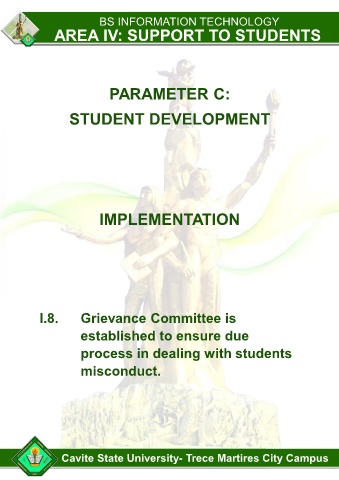 BS INFORMATION TECHNOLOGY
AREA IV: SUPPORT TO STUDENTS
PARAMETER C:
STUDENT DEVELOPMENT
IMPLEMENTATION
I.8. Grievance Committee is
established to ensure due
process in dealing with students
misconduct.
Cavite State University- Trece Martires City Campus